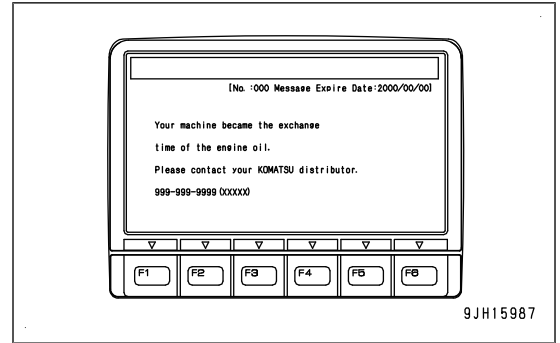 [No. :000 Message Expire Date:2000/00/00]
Your machine became the exchange
time of the engine oil.
Please contact your KOMATSU distributor.
999-999-9999 (XXXXX)
F1 F2 F3 F4 F5 F6
9JH15987